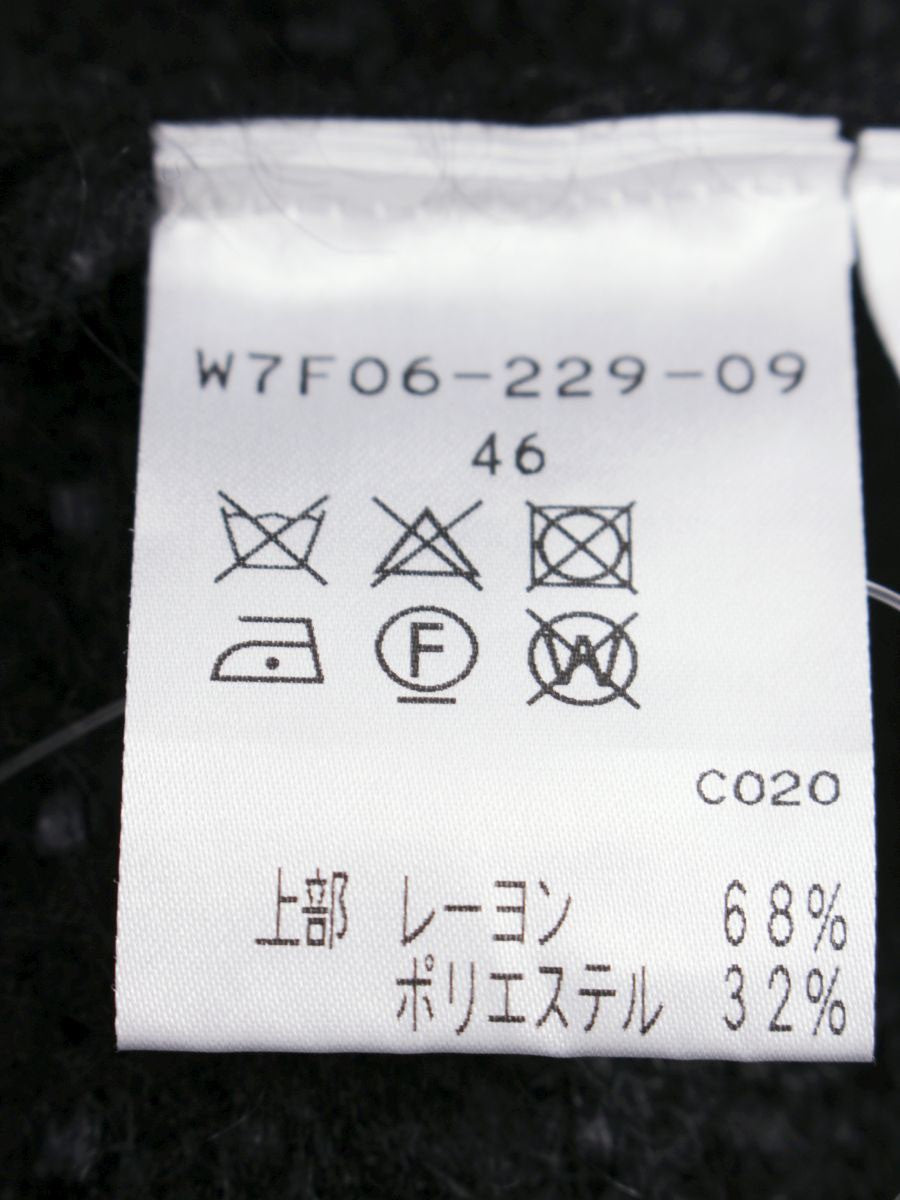 W7F06-229-09
46
F
W
C020
上部 レーヨン 68%
ポリエステル 32%